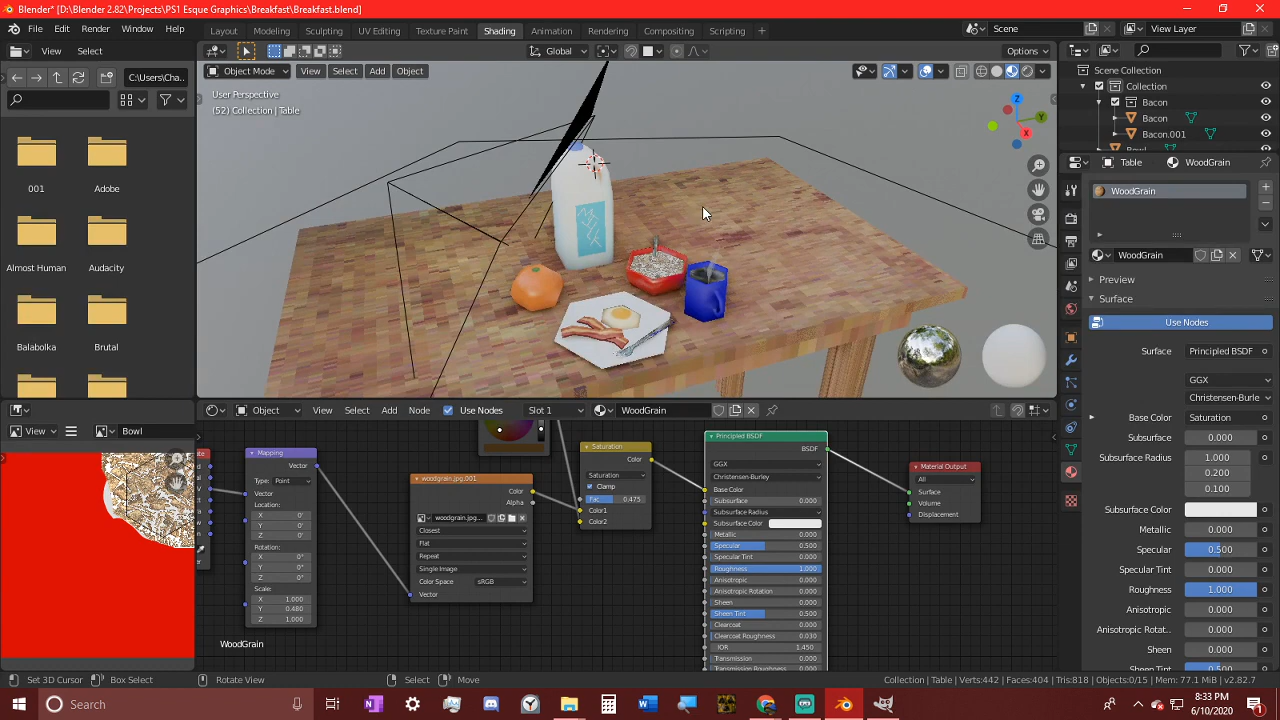 Blender* [D:\Blender 2.82\Projects\PS1 Esque Graphics\Breakfast\Breakfast.blend]
File Edit Render Window Help
Layout Modeling Sculpting UV Editing Texture Paint Shading Animation Rendering Compositing Scripting +
Scene
View Layer
View Select
Global
Options
C:\Users\Cha...
Object Mode View Select Add Object
User Perspective
(52) Collection | Table
001
Adobe
Almost Human
Audacity
Balabolka
Brutal
MILK
X
Y
Z
Scene Collection
Collection
Bacon
Bacon
Bacon.001
Bowl
Table
WoodGrain
WoodGrain
WoodGrain
Preview
Surface
Use Nodes
Surface Principled BSDF
GGX
Christensen-Burle
Base Color Saturation
Subsurface 0.000
Subsurface Radius 1.000
0.200
0.100
Subsurface Color
Metallic 0.000
Specular 0.500
Specular Tint 0.000
Roughness 1.000
Anisotropic 0.000
Anisotropic Rotat.. 0.000
Sheen 0.000
Sheen Tint 0.500
View
Bowl
Object View Select Add Node Use Nodes Slot 1 WoodGrain
Mapping
Vector
Type: Point
Vector
Location:
X 0'
Y 0'
Z 0'
Rotation:
X 0°
Y 0°
Z 0°
Scale:
X 1.000
Y 0.480
Z 1.000
WoodGrain
woodgrain.jpg.001
Color
Alpha
woodgrain.jpg...
Closest
Flat
Repeat
Single Image
Color Space sRGB
Vector
Saturation
Color
Saturation
Clamp
Fac 0.475
Color1
Color2
Principled BSDF
BSDF
GGX
Christensen-Burley
Base Color
Subsurface 0.000
Subsurface Radius
Subsurface Color
Metallic 0.000
Specular 0.500
Specular Tint 0.000
Roughness 1.000
Anisotropic 0.000
Anisotropic Rotation 0.000
Sheen 0.000
Sheen Tint 0.500
Clearcoat 0.000
Clearcoat Roughness 0.030
IOR 1.450
Transmission 0.000
Transmission Roughness 0.000
Material Output
All
Surface
Volume
Displacement
Set 3D Cursor Box Select Rotate View Select Move
Collection | Table | Verts:442 | Faces:404 | Tris:818 | Objects:0/15 | Mem: 77.1 MiB | v2.82.7
Search
8:33 PM
6/10/2020